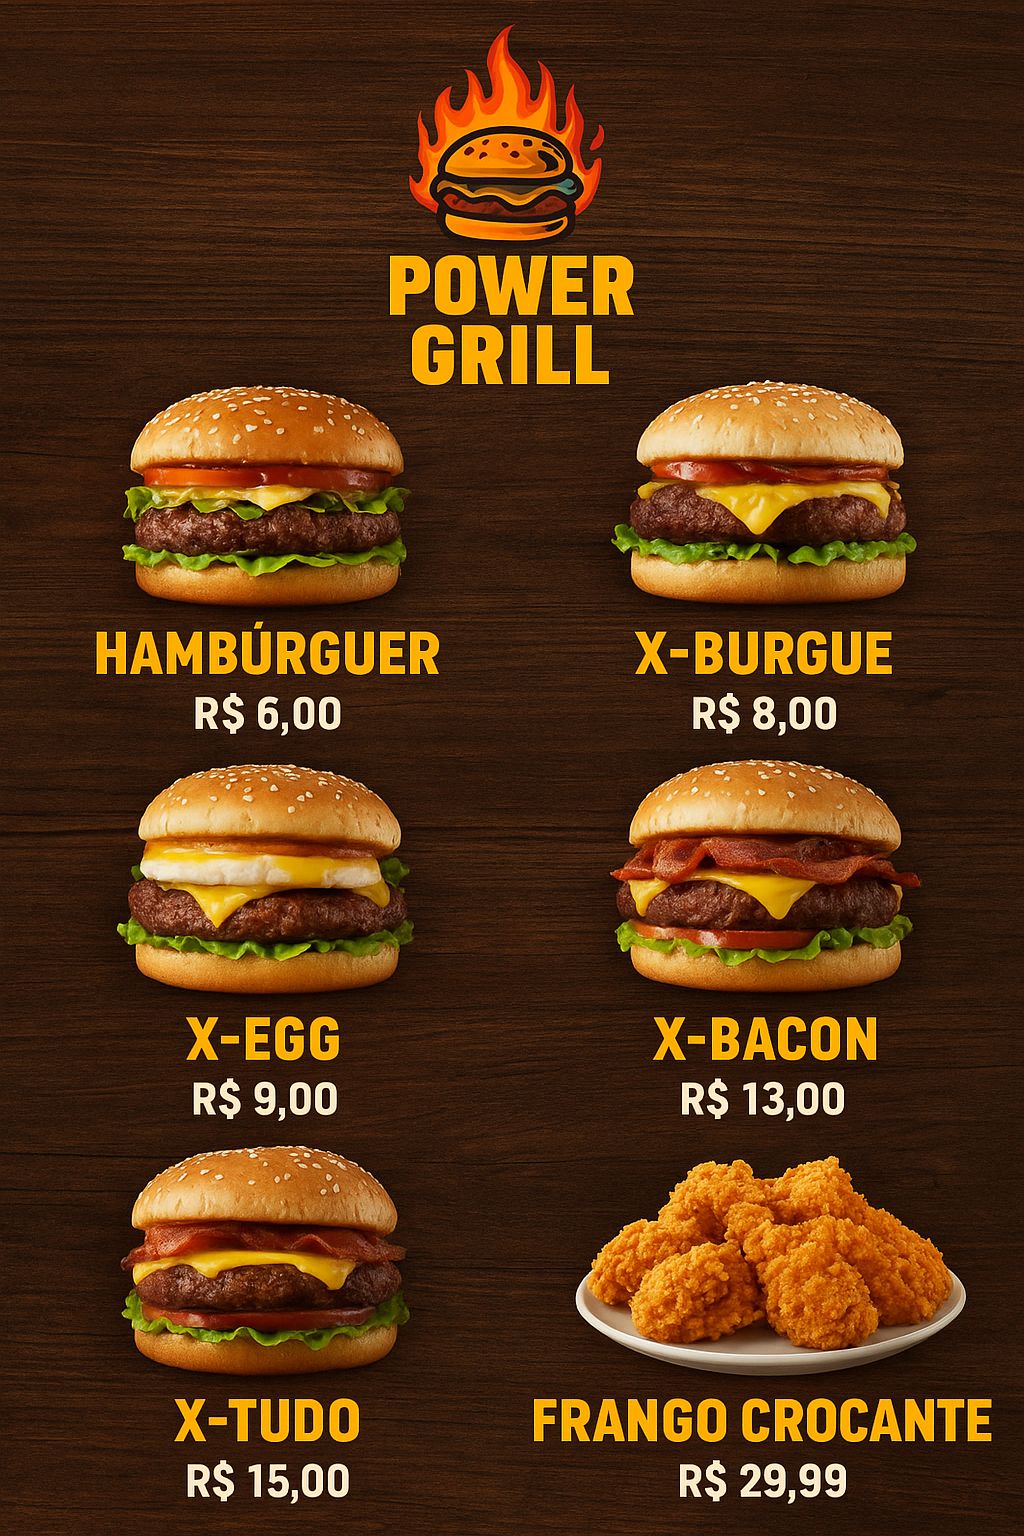 POWER
GRILL
HAMBÚRGUER
R$ 6,00
X-BURGUE
R$ 8,00
X-EGG
R$ 9,00
X-BACON
R$ 13,00
X-TUDO
R$ 15,00
FRANGO CROCANTE
R$ 29,99